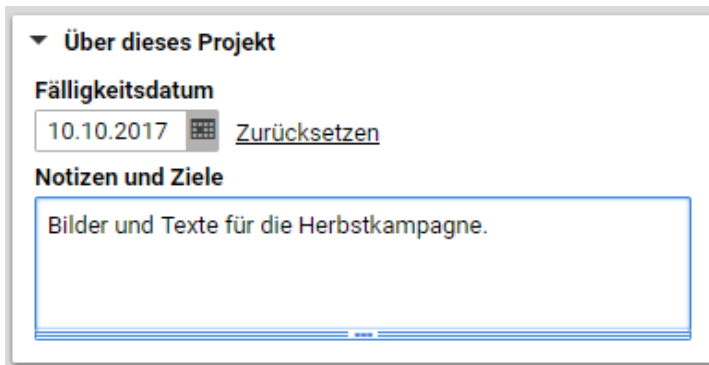 Über dieses Projekt
Fälligkeitsdatum
10.10.2017 Zurücksetzen
Notizen und Ziele
Bilder und Texte für die Herbstkampagne.